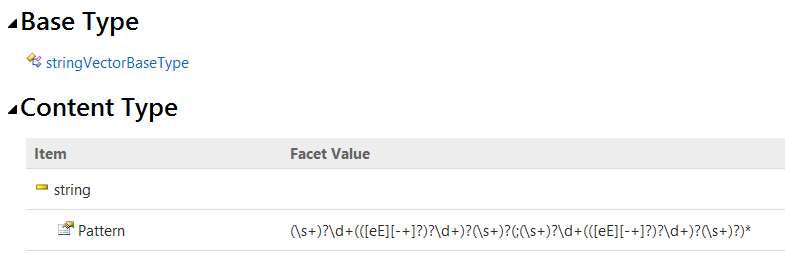 Base Type
stringVectorBaseType
Content Type
Item Facet Value
string
Pattern (\s+)?\d+(([eE][-+]?)?\d+)?(\s+)?(;(\s+)?\d+(([eE][-+]?)?\d+)?(\s+)?)*